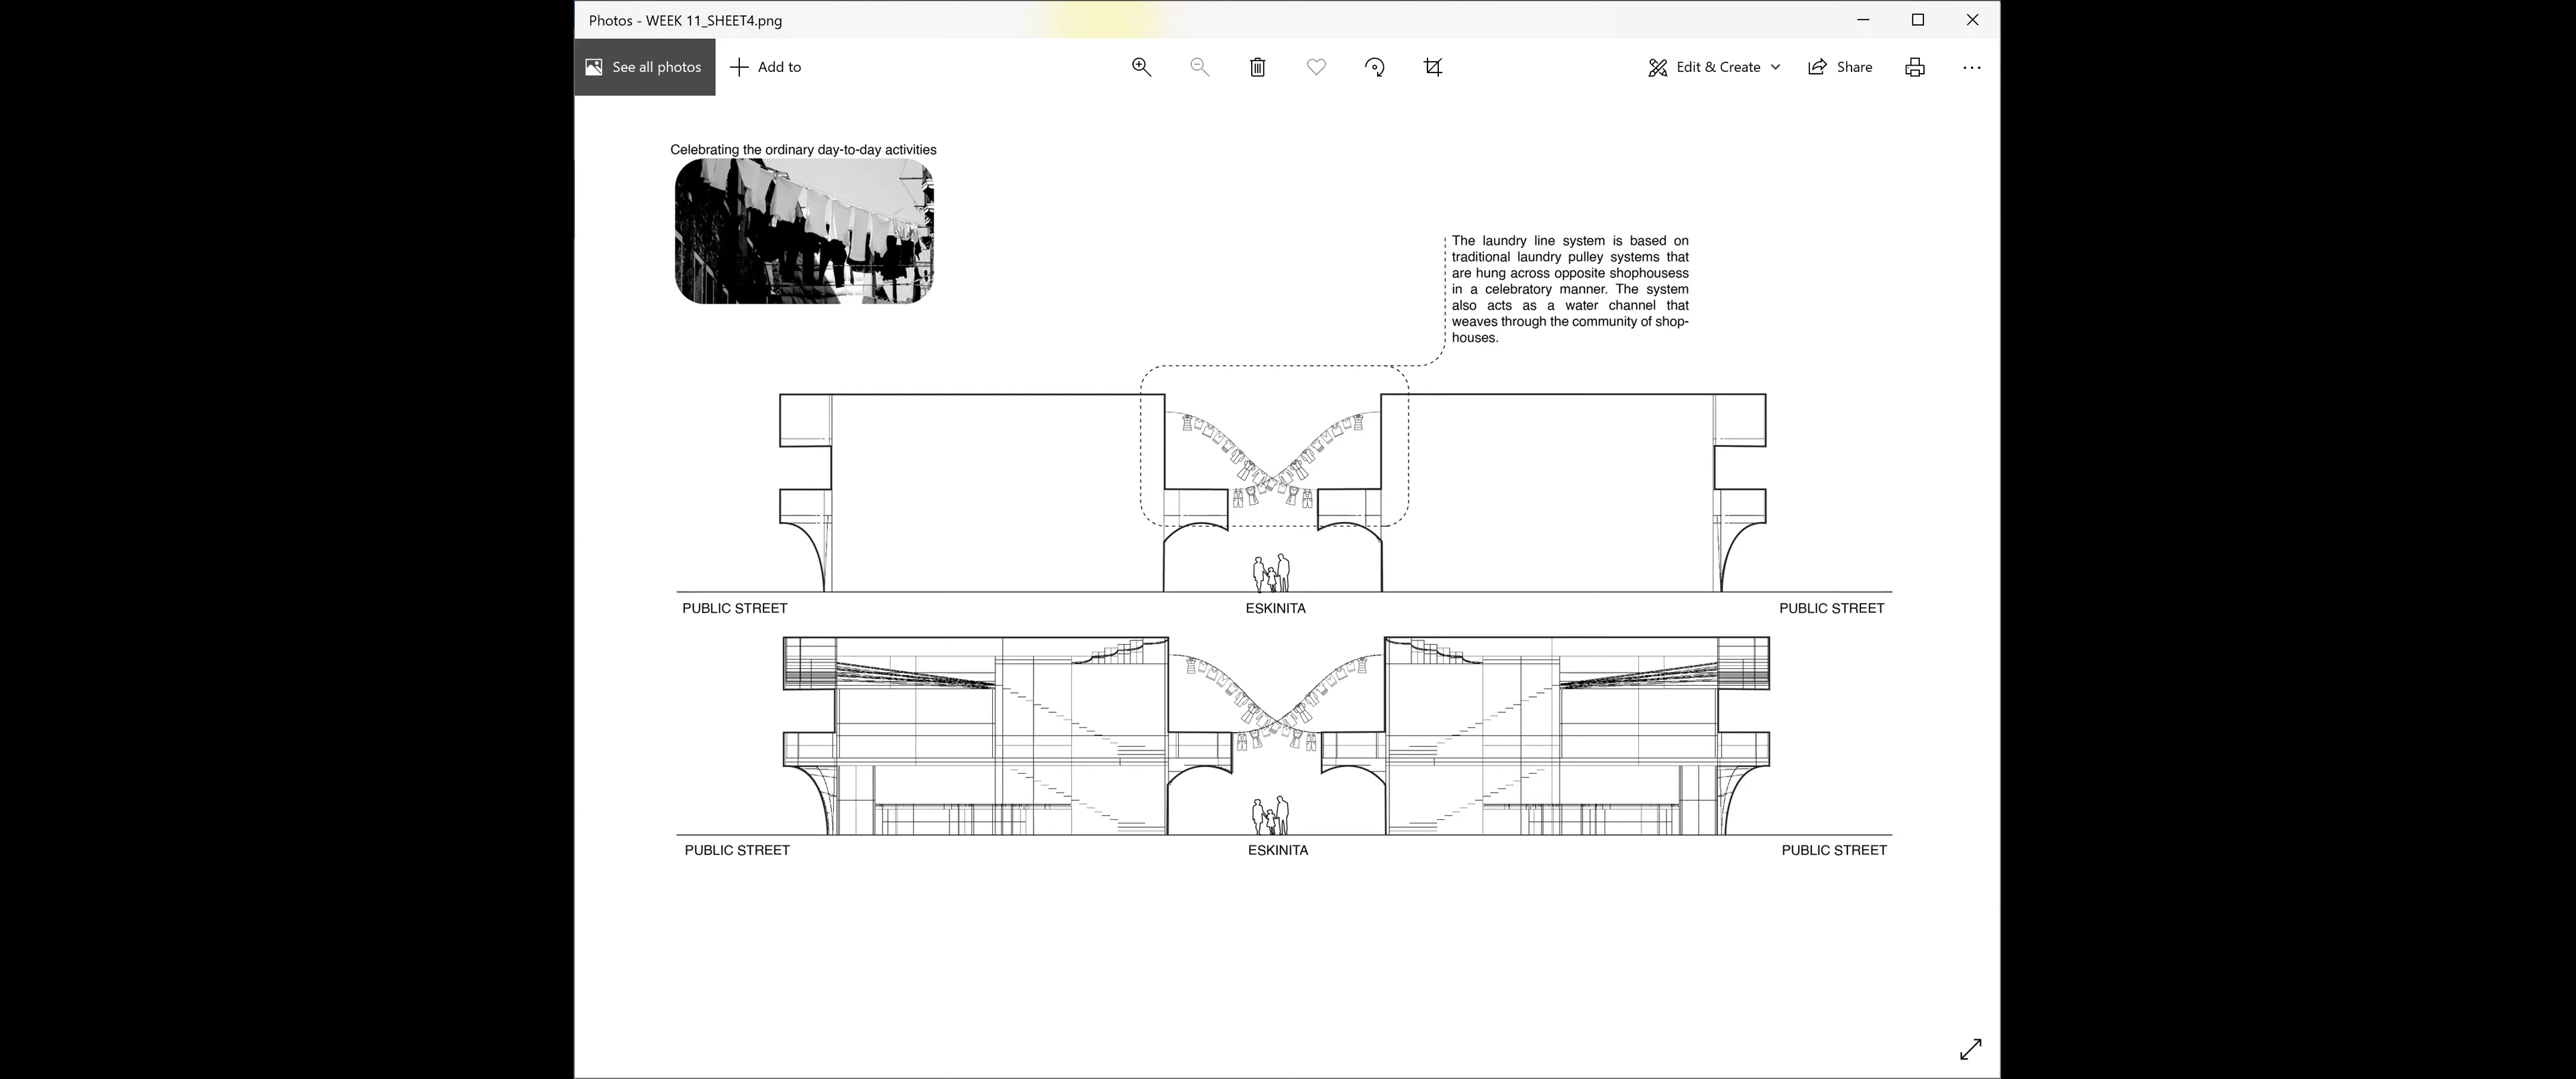 Photos - WEEK 11_SHEET4.png
See all photos
Add to
Edit & Create
Share
Celebrating the ordinary day-to-day activities
The laundry line system is based on
traditional laundry pulley systems that
are hung across opposite shophousess
in a celebratory manner. The system
also acts as a water channel that
weaves through the community of shop-
houses.
PUBLIC STREET
ESKINITA
PUBLIC STREET
PUBLIC STREET
ESKINITA
PUBLIC STREET